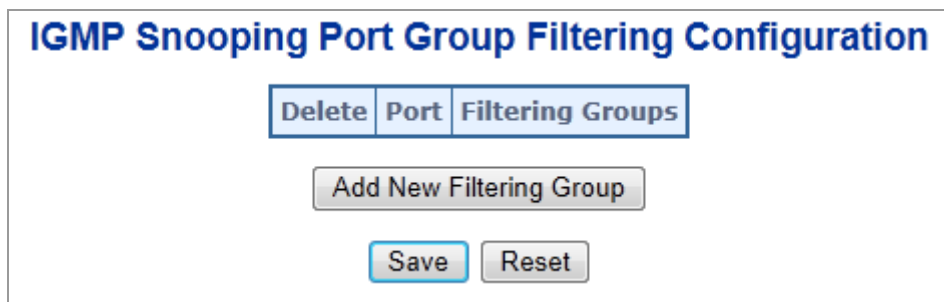 IGMP Snooping Port Group Filtering Configuration
Delete Port Filtering Groups
Add New Filtering Group
Save Reset